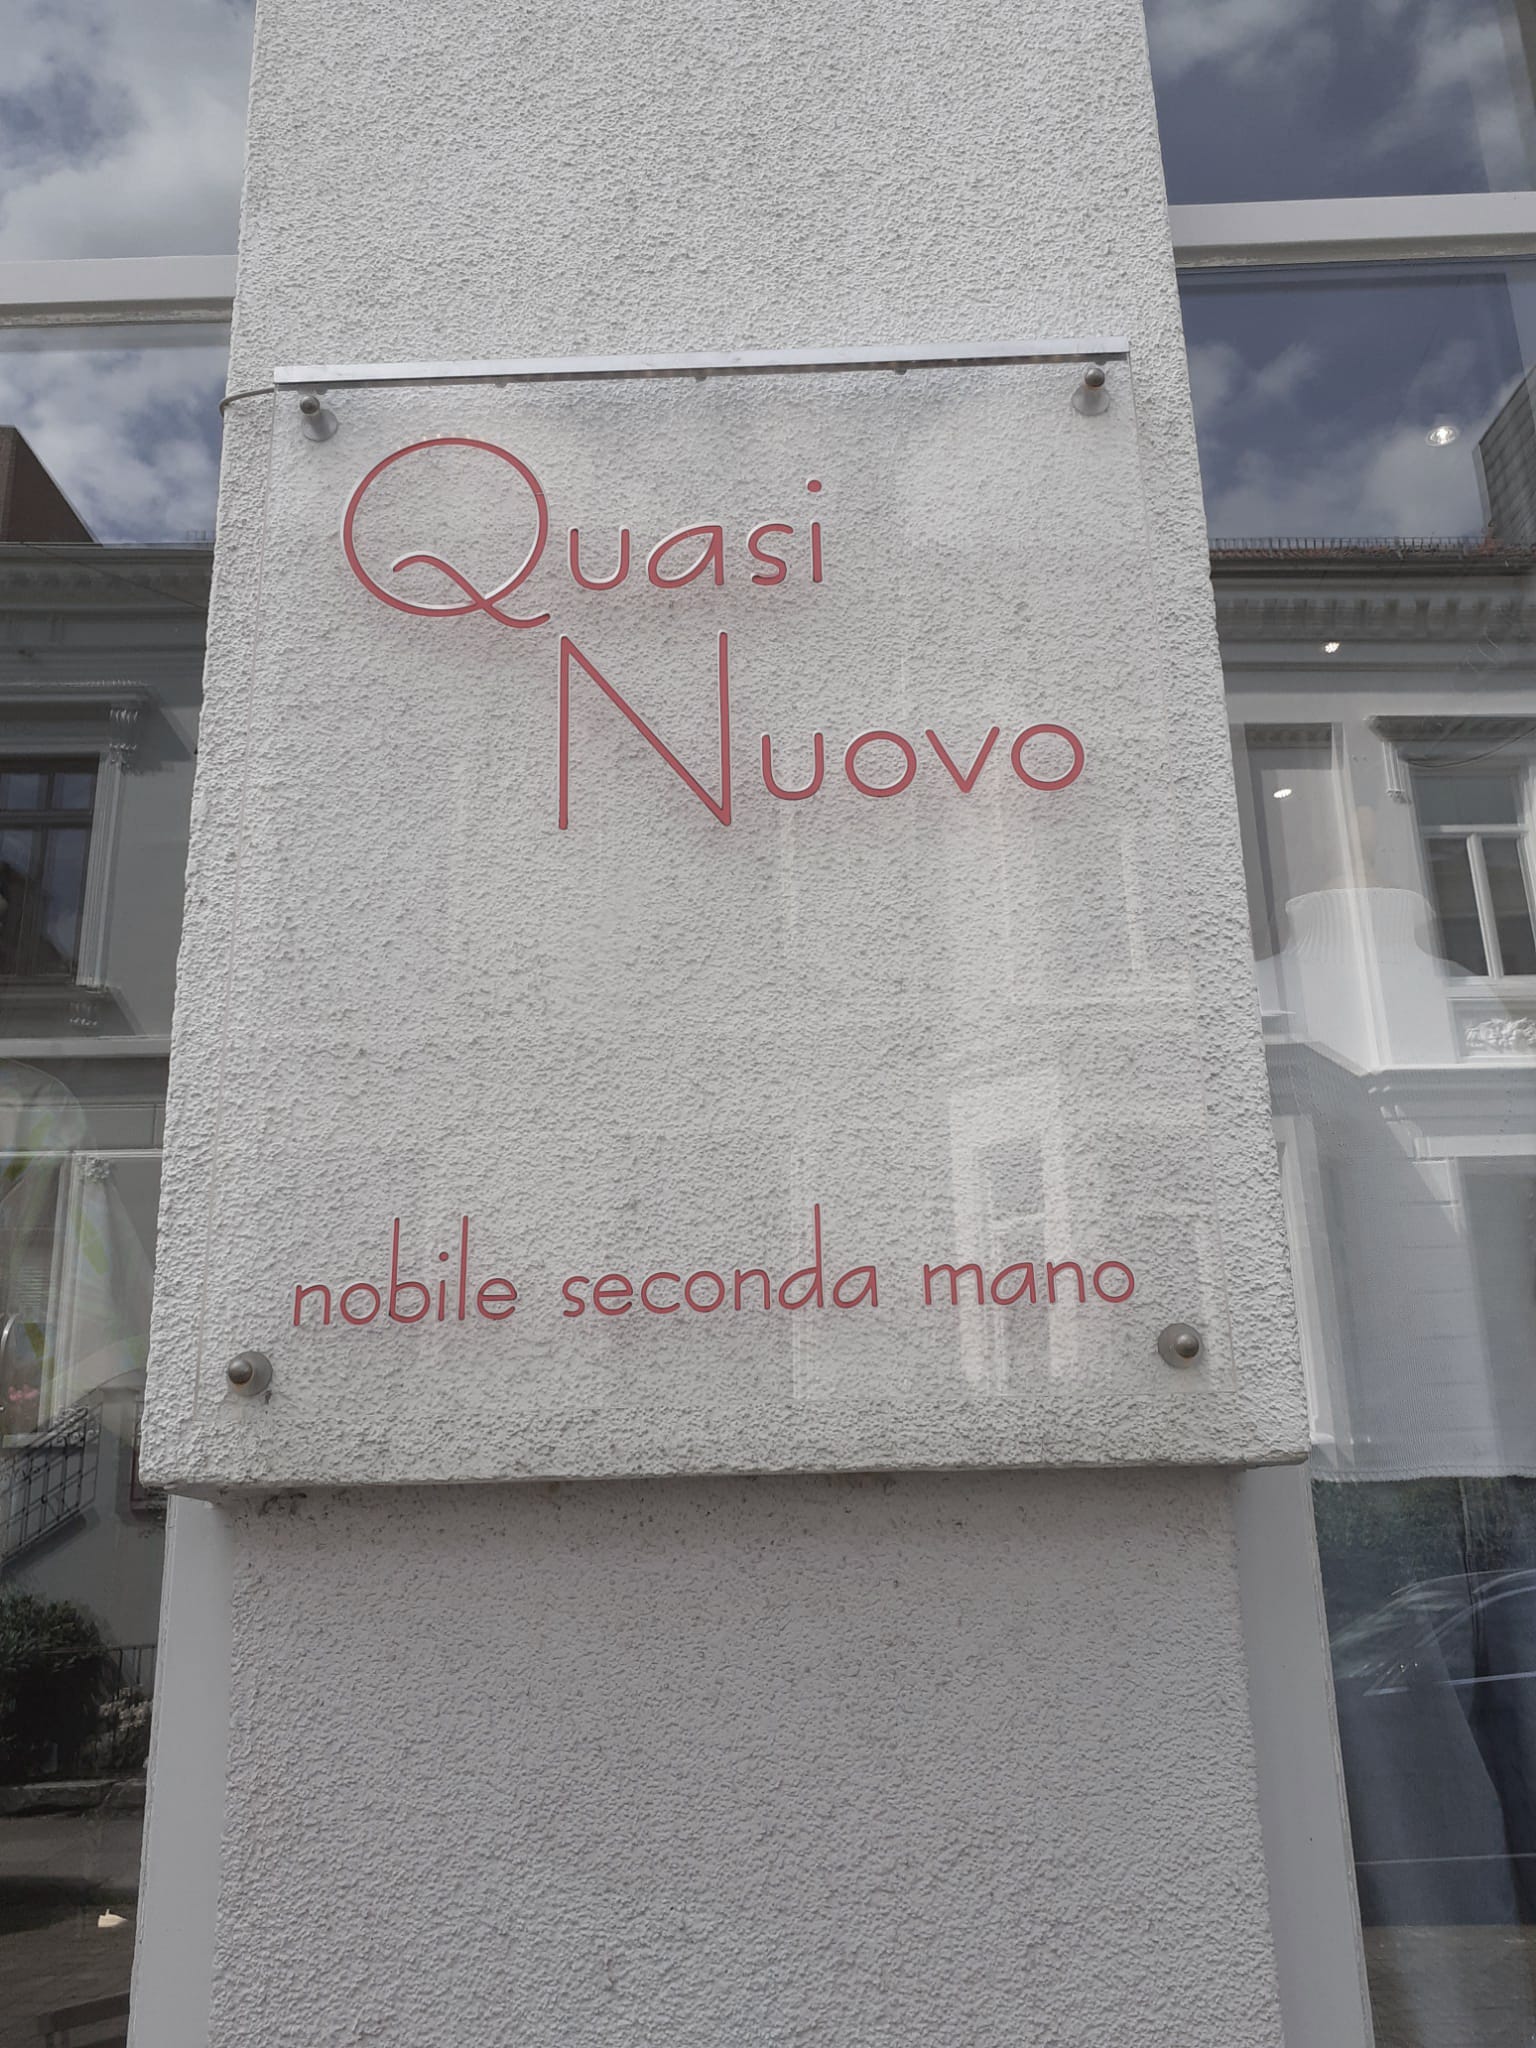 Quasi
Nuovo
nobile seconda mano